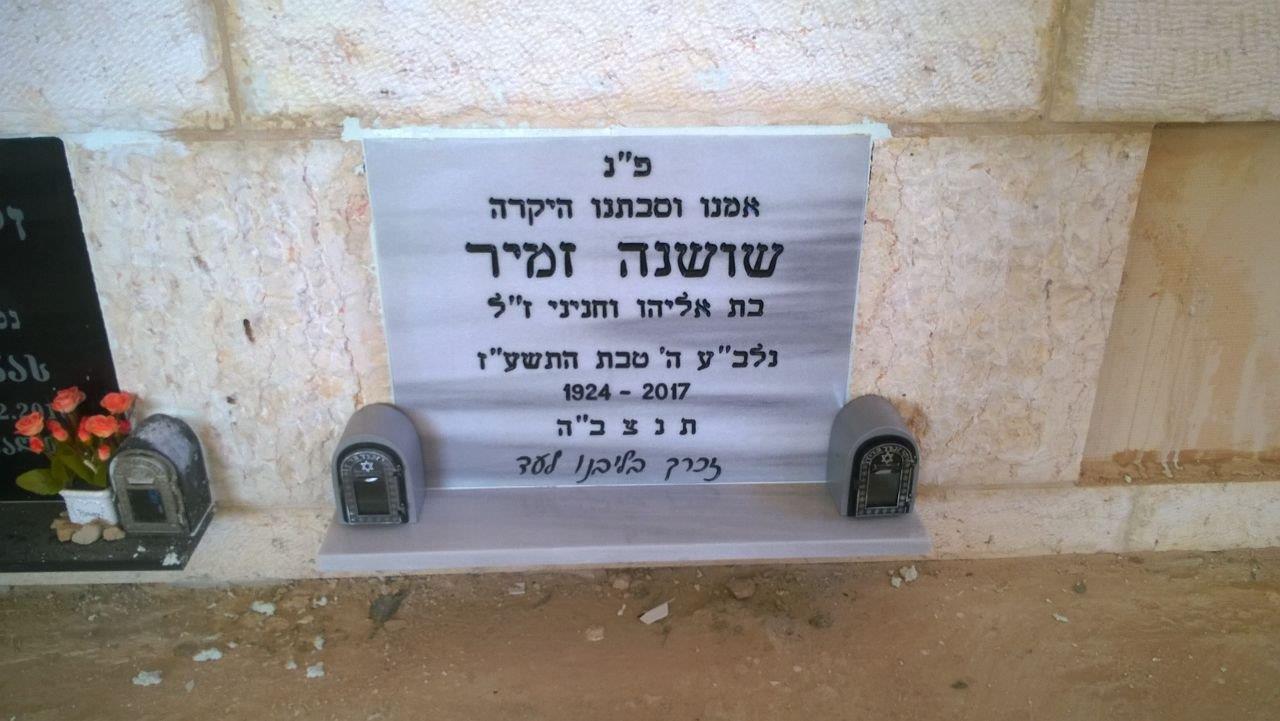 פ"נ
אמנו וסבתנו היקרה
שושנה זמיר
בת אליהו וחניני ז"ל
נלב"ע ה' טבת התשע"ז
1924 - 2017
ת נ צ ב "ה
זכרך בליבנו לעד